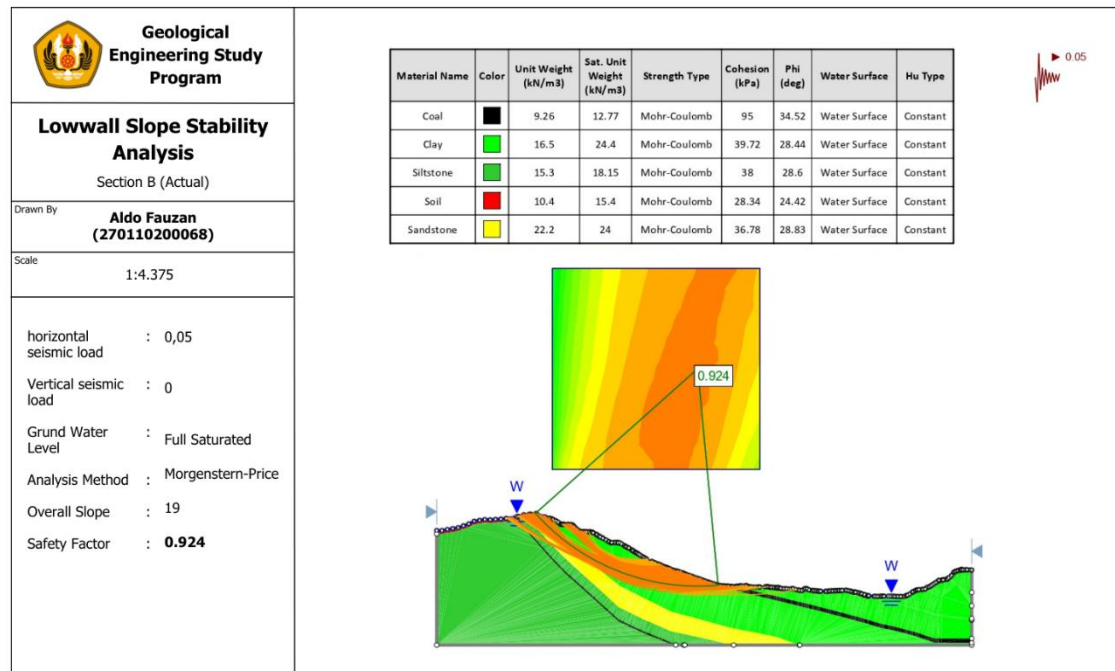 Geological
Engineering Study
Program
Lowwall Slope Stability
Analysis
Section B (Actual)
Drawn By
Aldo Fauzan
(270110200068)
Scale
1:4.375
horizontal
seismic load : 0,05
Vertical seismic
load : 0
Grund Water
Level : Full Saturated
Analysis Method : Morgenstern-Price
Overall Slope : 19
Safety Factor : 0.924
Material Name Color Unit Weight (kN/m3) Sat. Unit Weight (kN/m3) Strength Type Cohesion (kPa) Phi (deg) Water Surface Hu Type
Coal 9.26 12.77 Mohr-Coulomb 95 34.52 Water Surface Constant
Clay 16.5 24.4 Mohr-Coulomb 39.72 28.44 Water Surface Constant
Siltstone 15.3 18.15 Mohr-Coulomb 38 28.6 Water Surface Constant
Soil 10.4 15.4 Mohr-Coulomb 28.34 24.42 Water Surface Constant
Sandstone 22.2 24 Mohr-Coulomb 36.78 28.83 Water Surface Constant
0.05
0.924
W
W